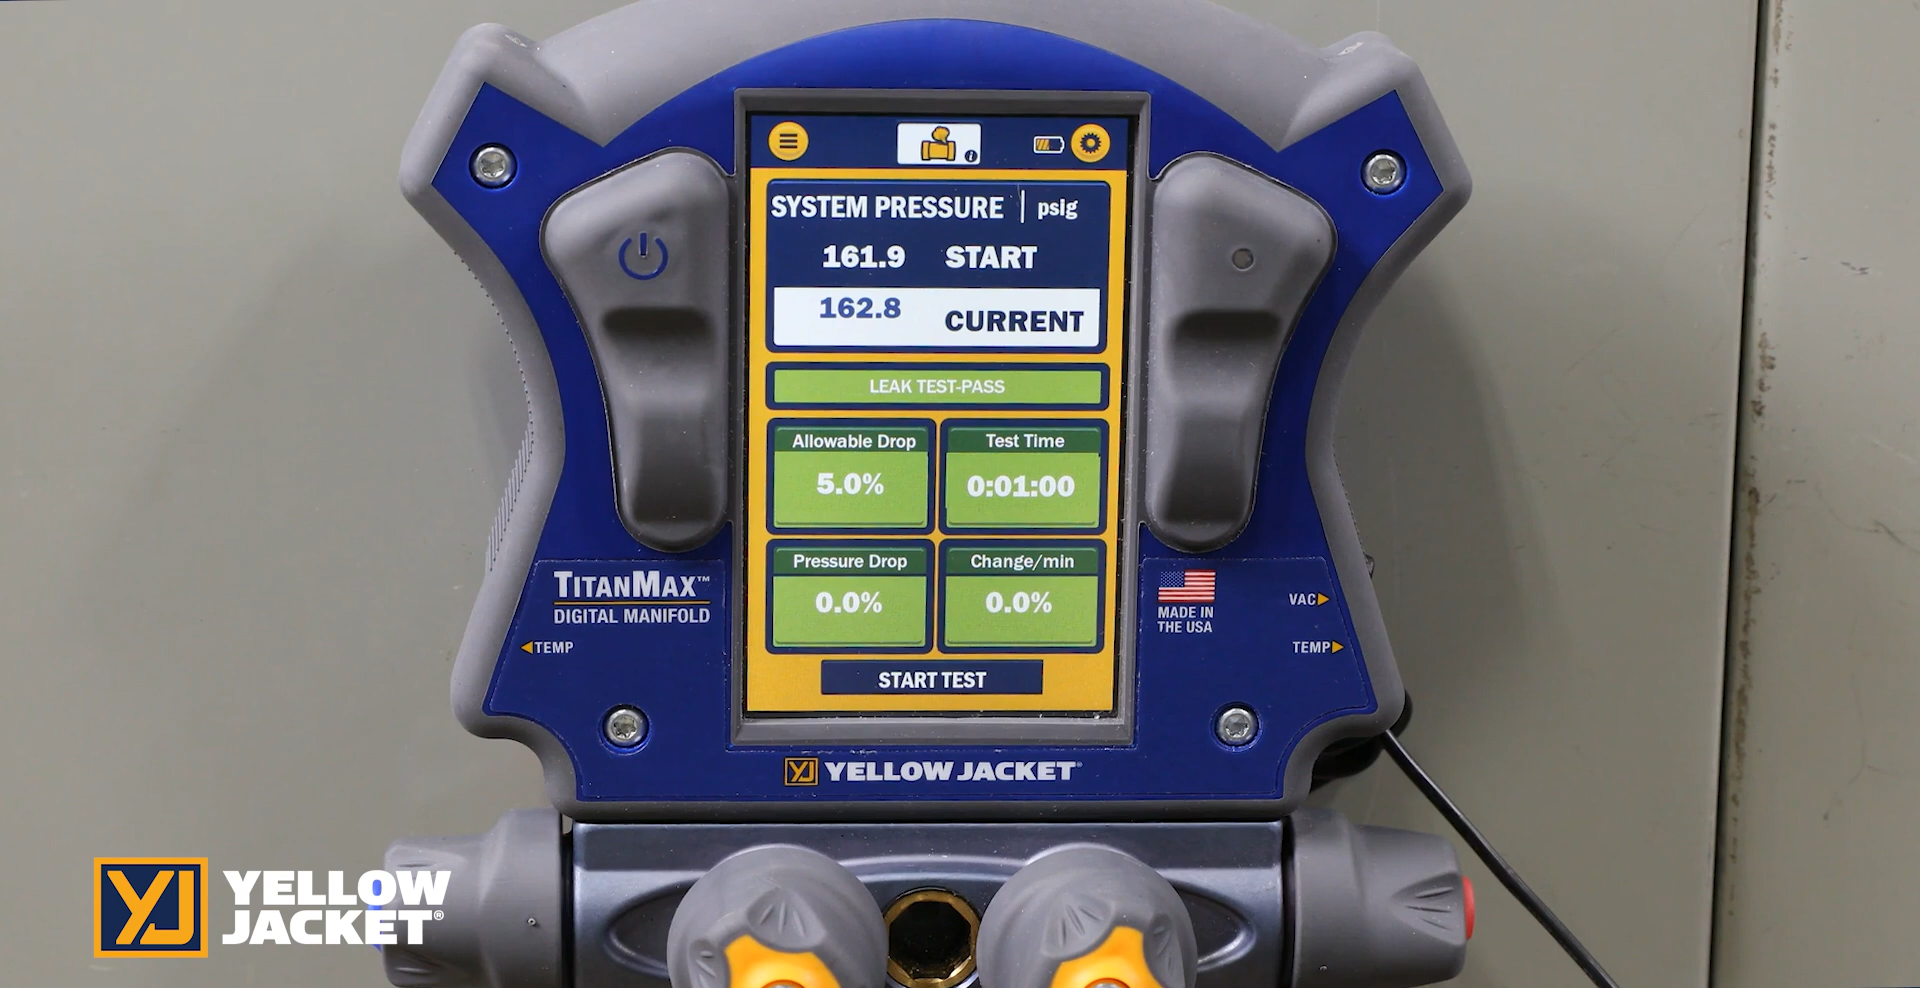 SYSTEM PRESSURE | psig
161.9 START
162.8 CURRENT
LEAK TEST-PASS
Allowable Drop Test Time
5.0% 0:01:00
Pressure Drop Change/min
0.0% 0.0%
START TEST
TITANMAX™
DIGITAL MANIFOLD
TEMP
MADE IN
THE USA
VAC
TEMP
YJ YELLOW JACKET®
YJ YELLOW
JACKET®